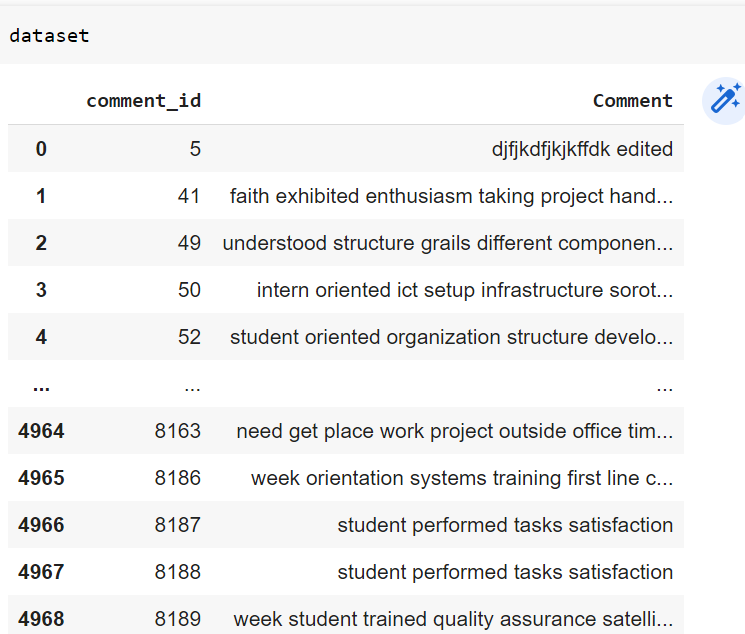 dataset
comment_id Comment
0 5 djfjkdfjkjkffdk edited
1 41 faith exhibited enthusiasm taking project hand...
2 49 understood structure grails different componen...
3 50 intern oriented ict setup infrastructure sorot...
4 52 student oriented organization structure develo...
... ... ...
4964 8163 need get place work project outside office tim...
4965 8186 week orientation systems training first line c...
4966 8187 student performed tasks satisfaction
4967 8188 student performed tasks satisfaction
4968 8189 week student trained quality assurance satelli...